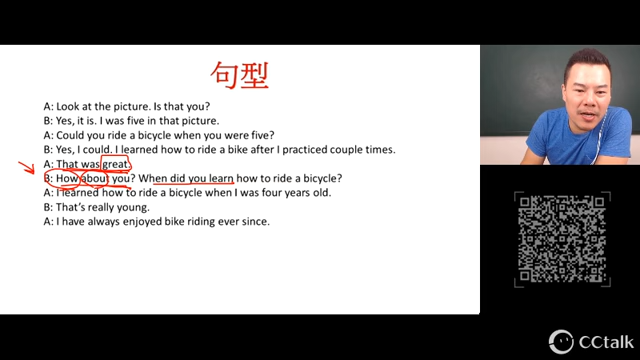 句型
A: Look at the picture. Is that you?
B: Yes, it is. I was five in that picture.
A: Could you ride a bicycle when you were five?
B: Yes, I could. I learned how to ride a bike after I practiced couple times.
A: That was great.
B: How about you? When did you learn how to ride a bicycle?
A: I learned how to ride a bicycle when I was four years old.
B: That's really young.
A: I have always enjoyed bike riding ever since.
CCtalk